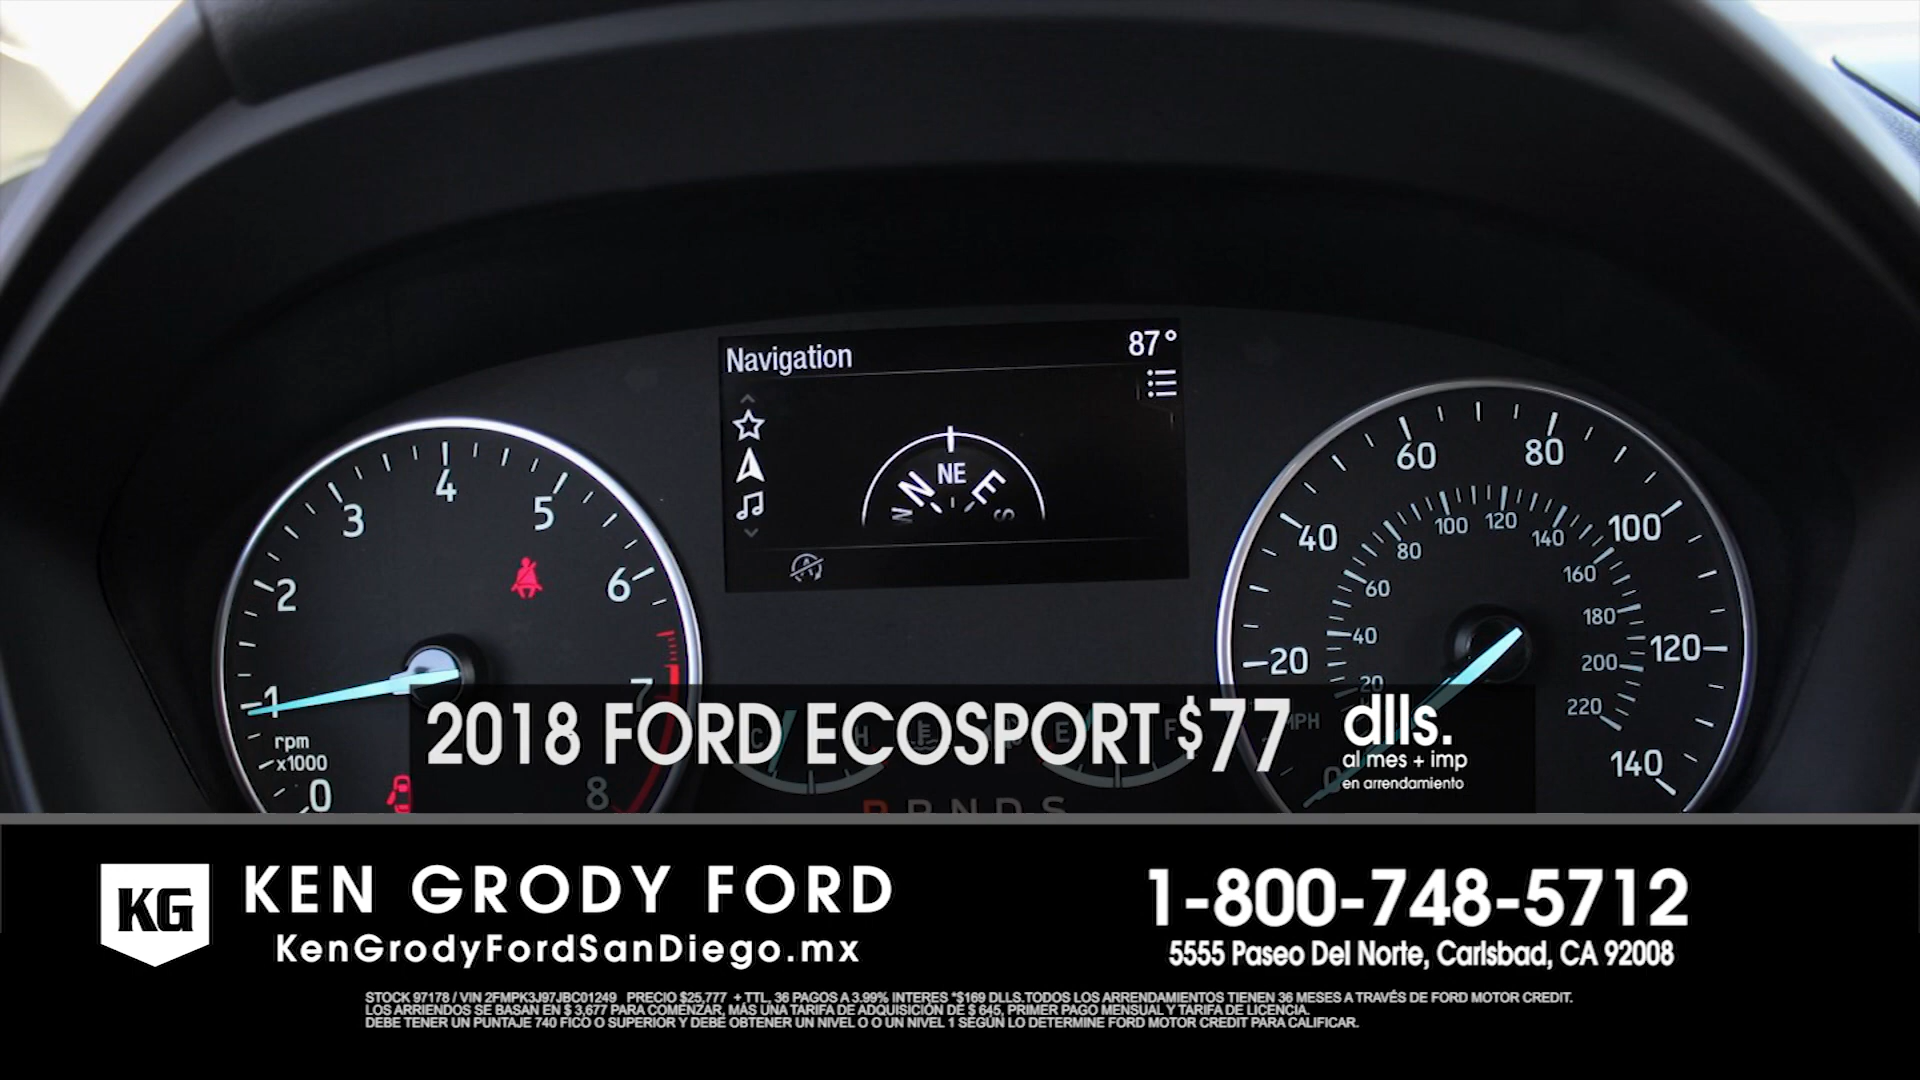 Navigation
87°
N NE E
W S
rpm
x1000
0 1 2 3 4 5 6 7 8
20 40 60 80 100 120 140
20 40 60 80 100 120 140 160 180 200 220
0
MPH
C H E F
P R N D S
2018 FORD ECOSPORT $77 dlls.
al mes + imp
en arrendamiento
KG
KEN GRODY FORD
KenGrodyFordSanDiego.mx
1-800-748-5712
5555 Paseo Del Norte, Carlsbad, CA 92008
STOCK 97178 / VIN 2FMPK3J97JBC01249 PRECIO $25,777 + TTL. 36 PAGOS A 3.99% INTERES *$169 DLLS.TODOS LOS ARRENDAMIENTOS TIENEN 36 MESES A TRAVÉS DE FORD MOTOR CREDIT.
LOS ARRIENDOS SE BASAN EN $ 3,677 PARA COMENZAR, MÁS UNA TARIFA DE ADQUISICIÓN DE $ 645, PRIMER PAGO MENSUAL Y TARIFA DE LICENCIA.
DEBE TENER UN PUNTAJE 740 FICO O SUPERIOR Y DEBE OBTENER UN NIVEL O O UN NIVEL 1 SEGÚN LO DETERMINE FORD MOTOR CREDIT PARA CALIFICAR.